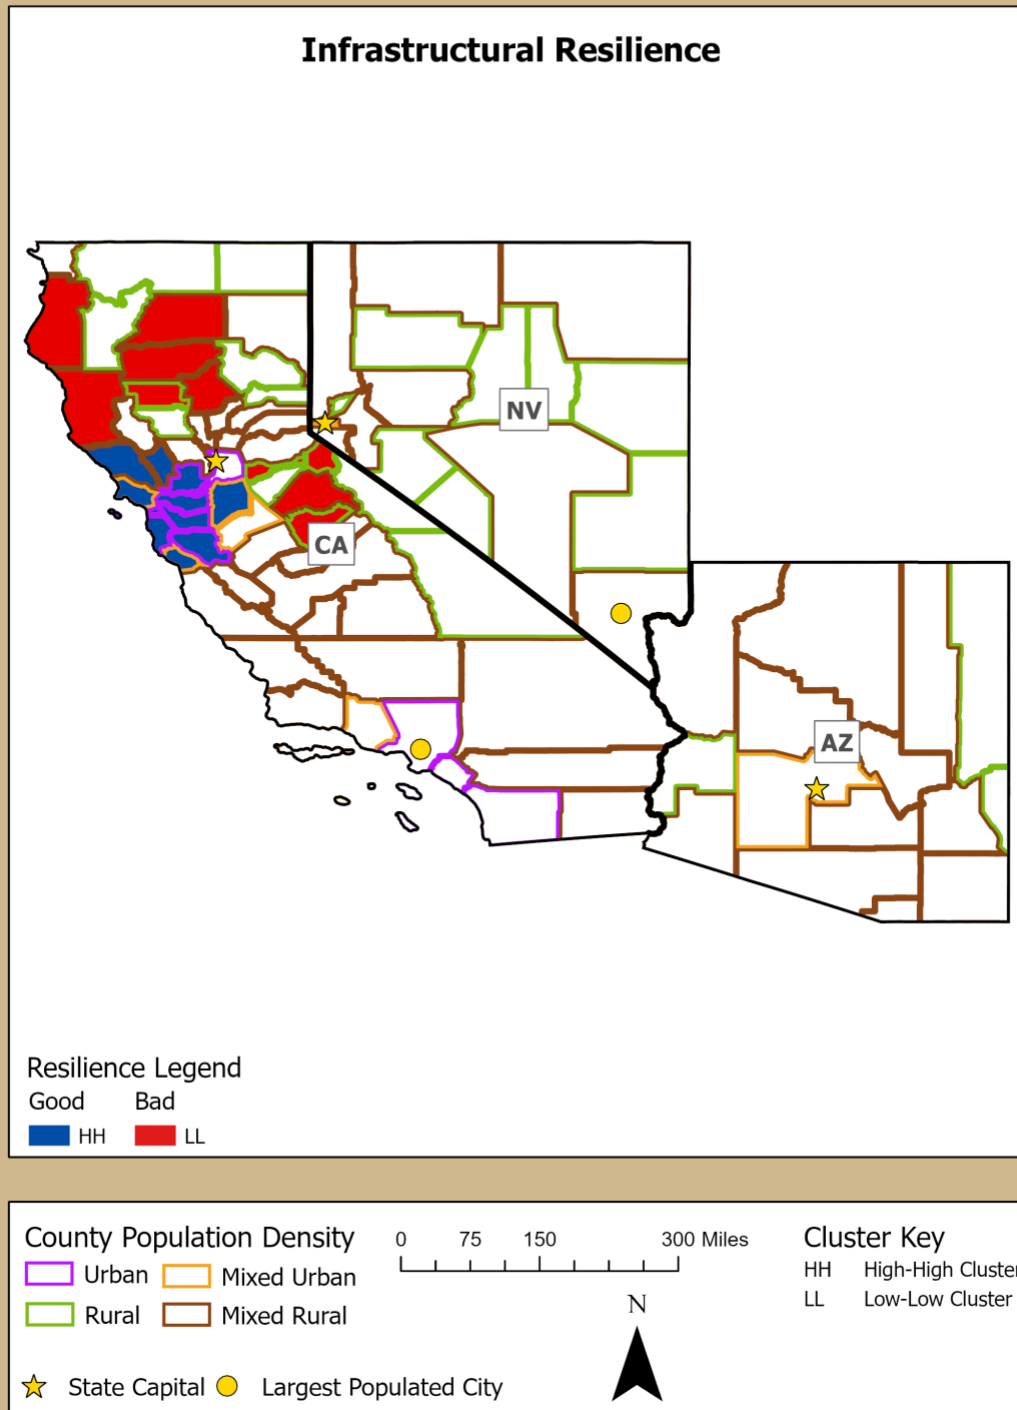 Infrastructural Resilience
NV
CA
AZ
Resilience Legend
Good Bad
HH LL
County Population Density
Urban Mixed Urban
Rural Mixed Rural
State Capital Largest Populated City
0 75 150 300 Miles
N
Cluster Key
HH High-High Cluster
LL Low-Low Cluster